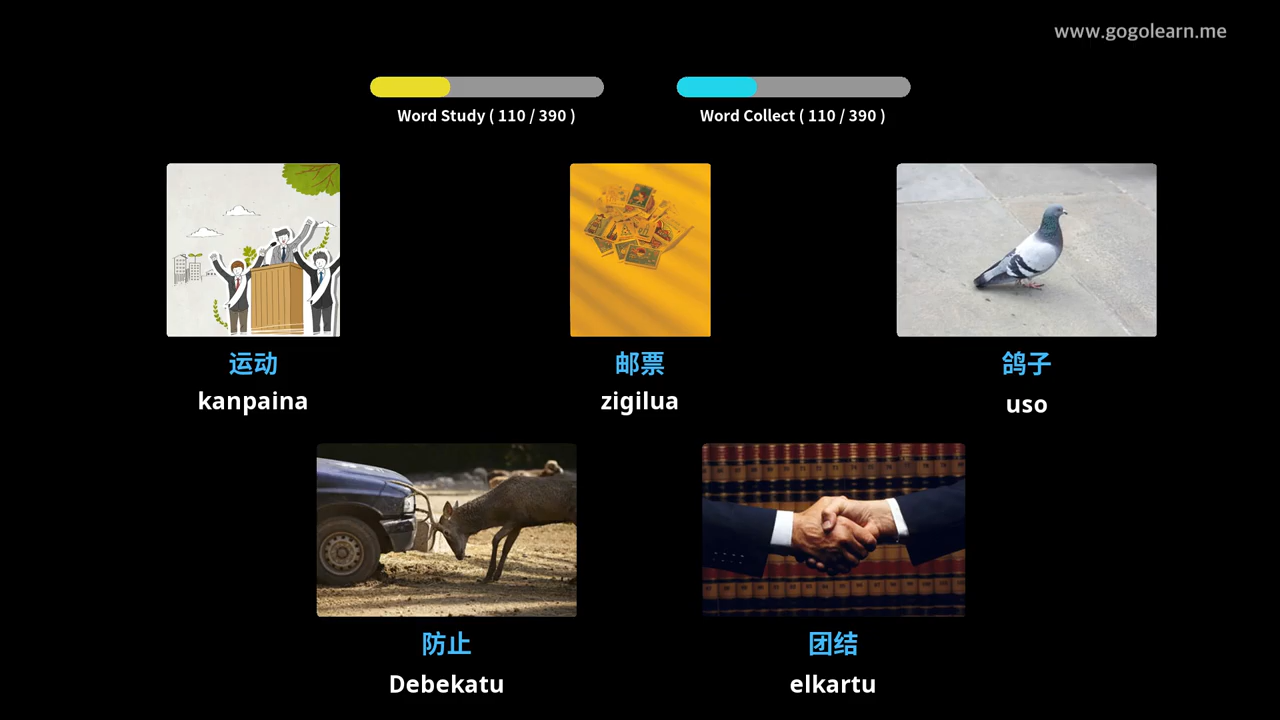 www.gogolearn.me
Word Study ( 110 / 390 )
Word Collect ( 110 / 390 )
运动
kanpaina
邮票
zigilua
鸽子
uso
防止
Debekatu
团结
elkartu